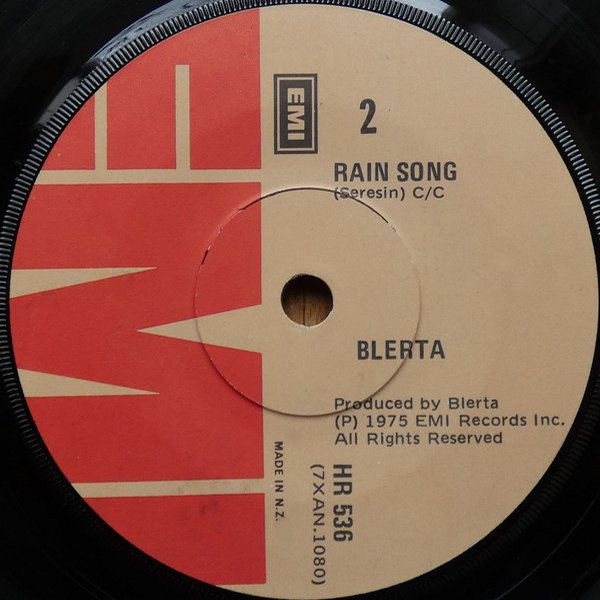 EMI
EMI
2
RAIN SONG
(Seresin) C/C
BLERTA
Produced by Blerta
(P) 1975 EMI Records Inc.
All Rights Reserved
MADE IN N.Z.
HR 536
(7XAN.1080)